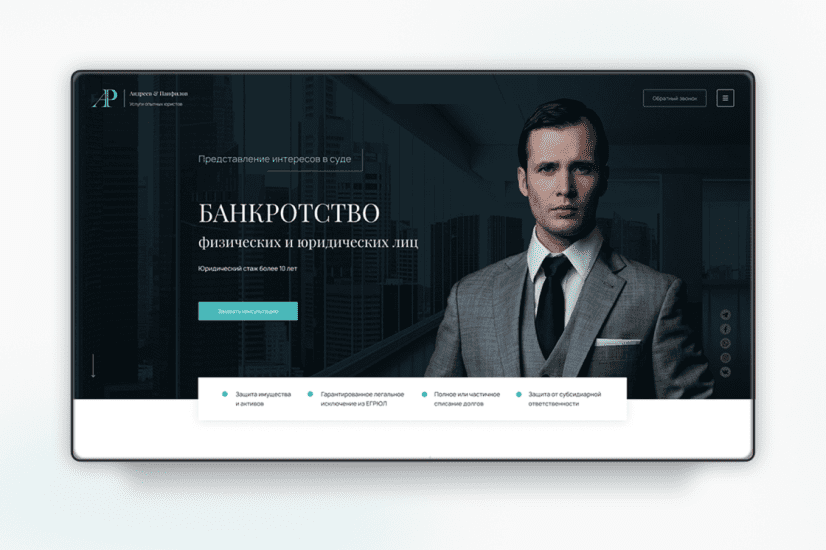 AP
Андреев & Панфилов
Услуги опытных юристов
Обратный звонок
Представление интересов в суде
БАНКРОТСТВО
физических и юридических лиц
Юридический стаж более 10 лет
Заказать консультацию
Защита имущества
и активов
Гарантированное легальное
исключение из ЕГРЮЛ
Полное или частичное
списание долгов
Защита от субсидиарной
ответственности